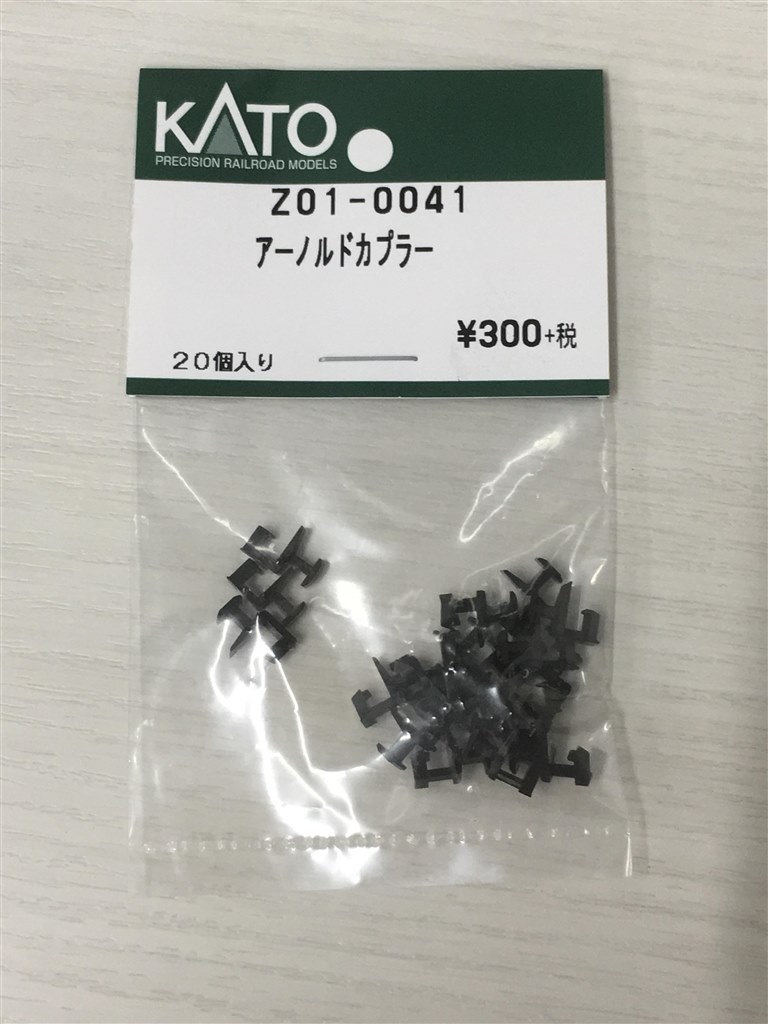 KATO
PRECISION RAILROAD MODELS
Z01-0041
アーノルドカプラー
¥300+税
20個入り